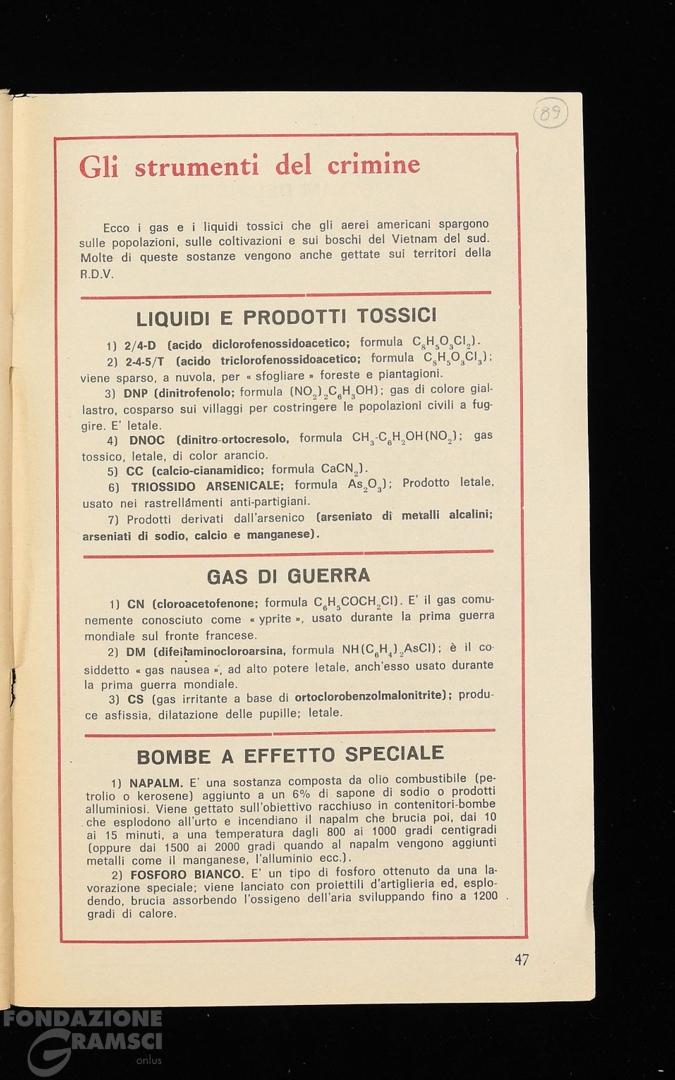 89
Gli strumenti del crimine
Ecco i gas e i liquidi tossici che gli aerei americani spargono
sulle popolazioni, sulle coltivazioni e sui boschi del Vietnam del sud.
Molte di queste sostanze vengono anche gettate sui territori della
R.D.V.
LIQUIDI E PRODOTTI TOSSICI
1) 2/4-D (acido diclorofenossidoacetico; formula C₈H₅O₃Cl₂).
2) 2-4-5/T (acido triclorofenossidoacetico; formula C₈H₅O₃Cl₃);
viene sparso, a nuvola, per « sfogliare » foreste e piantagioni.
3) DNP (dinitrofenolo; formula (NO₂)₂C₆H₃OH); gas di colore gial-
lastro, cosparso sui villaggi per costringere le popolazioni civili a fug-
gire. E' letale.
4) DNOC (dinitro-ortocresolo, formula CH₃-C₆H₂OH(NO₂); gas
tossico, letale, di color arancio.
5) CC (calcio-cianamidico; formula CaCN₂).
6) TRIOSSIDO ARSENICALE; formula As₂O₃); Prodotto letale,
usato nei rastrellámenti anti-partigiani.
7) Prodotti derivati dall'arsenico (arseniato di metalli alcalini;
arseniati di sodio, calcio e manganese).
GAS DI GUERRA
1) CN (cloroacetofenone; formula C₆H₅COCH₂Cl). E' il gas comu-
nemente conosciuto come « yprite », usato durante la prima guerra
mondiale sul fronte francese.
2) DM (difeilaminocloroarsina, formula NH(C₆H₄)₂AsCl); è il co-
siddetto « gas nausea », ad alto potere letale, anch'esso usato durante
la prima guerra mondiale.
3) CS (gas irritante a base di ortoclorobenzolmalonitrite); produ-
ce asfissia, dilatazione delle pupille; letale.
BOMBE A EFFETTO SPECIALE
1) NAPALM. E' una sostanza composta da olio combustibile (pe-
trolio o kerosene) aggiunto a un 6% di sapone di sodio o prodotti
alluminiosi. Viene gettato sull'obiettivo racchiuso in contenitori-bombe
che esplodono all'urto e incendiano il napalm che brucia poi, dai 10
ai 15 minuti, a una temperatura dagli 800 ai 1000 gradi centigradi
(oppure dai 1500 ai 2000 gradi quando al napalm vengono aggiunti
metalli come il manganese, l'alluminio ecc.).
2) FOSFORO BIANCO. E' un tipo di fosforo ottenuto da una la-
vorazione speciale; viene lanciato con proiettili d'artiglieria ed, esplo-
dendo, brucia assorbendo l'ossigeno dell'aria sviluppando fino a 1200
gradi di calore.
47
FONDAZIONE
GRAMSCI
onlus